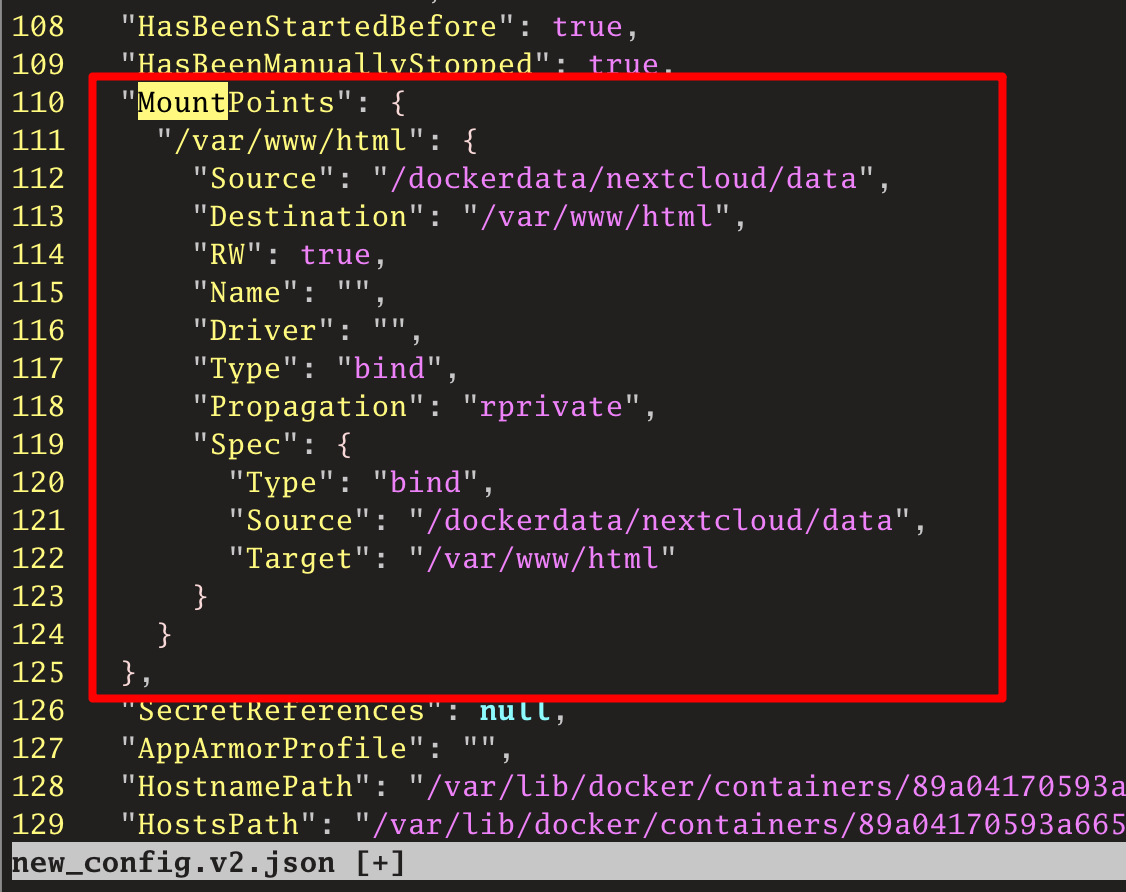 108   "HasBeenStartedBefore": true,
109   "HasBeenManuallyStopped": true,
110   "MountPoints": {
111     "/var/www/html": {
112       "Source": "/dockerdata/nextcloud/data",
113       "Destination": "/var/www/html",
114       "RW": true,
115       "Name": "",
116       "Driver": "",
117       "Type": "bind",
118       "Propagation": "rprivate",
119       "Spec": {
120         "Type": "bind",
121         "Source": "/dockerdata/nextcloud/data",
122         "Target": "/var/www/html"
123       }
124     }
125   },
126   "SecretReferences": null,
127   "AppArmorProfile": "",
128   "HostnamePath": "/var/lib/docker/containers/89a04170593a
129   "HostsPath": "/var/lib/docker/containers/89a04170593a665
new_config.v2.json [+]